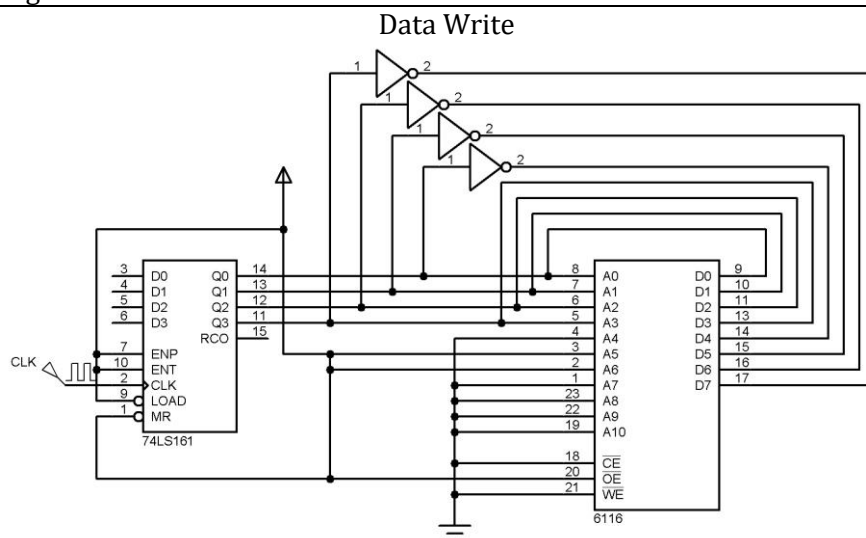 Data Write
1 2
1 2
1 2
1 2
3 D0 Q0 14 8 A0 D0 9
4 D1 Q1 13 7 A1 D1 10
5 D2 Q2 12 6 A2 D2 11
6 D3 Q3 11 5 A3 D3 13
RCO 15 4 A4 D4 14
7 ENP 3 A5 D5 15
CLK 10 ENT 2 A6 D6 16
2 CLK 1 A7 D7 17
9 LOAD 23 A8
1 MR 22 A9
19 A10
74LS161
18 CE
20 OE
21 WE
6116